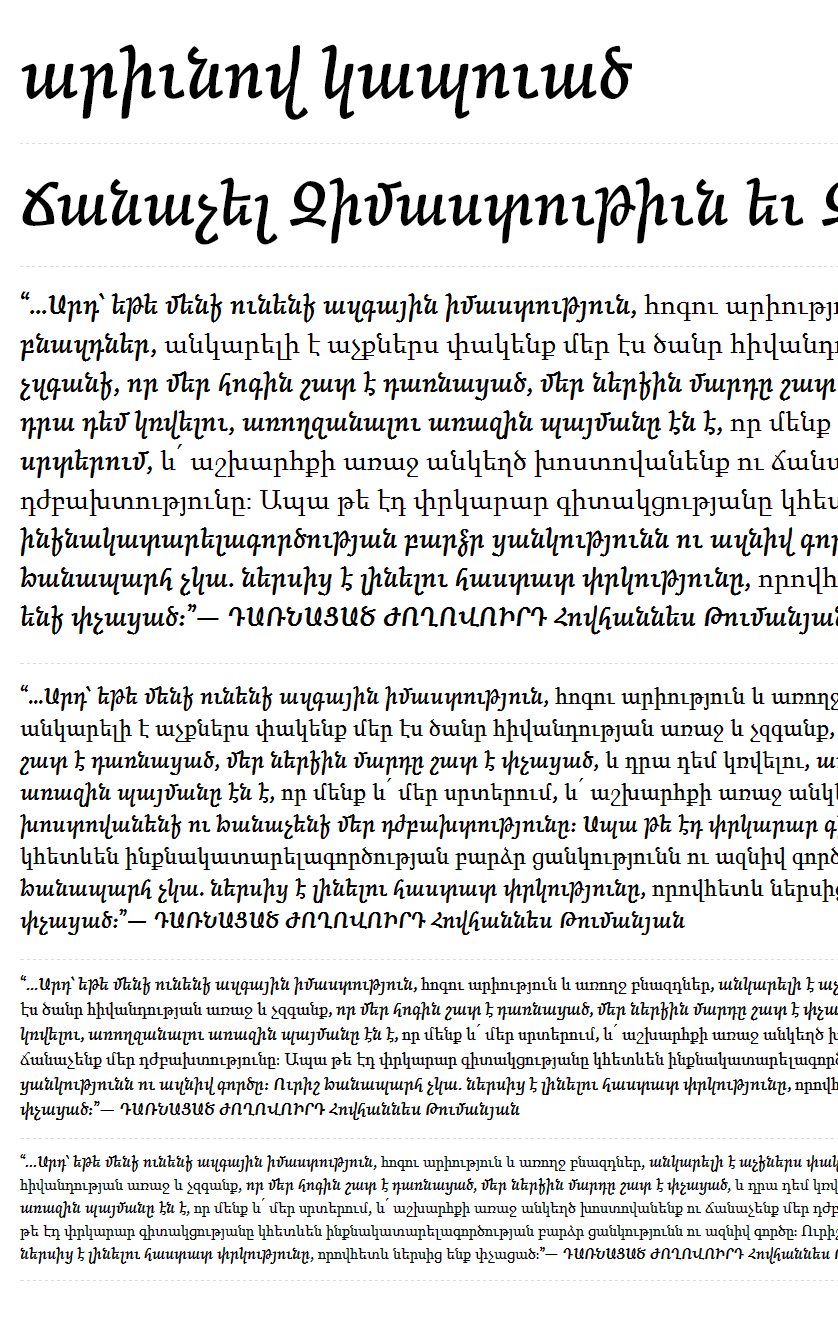 արիւնով կապուած
Ճանաչել Զիմաստութիւն եւ
“…Արդ՝ եթե մենք ունենք ազգային իմաստություն, հոգու արիությ
բնազդներ, անկարելի է աչքներս փակենք մեր էս ծանր հիվանդ
չզգանք, որ մեր հոգին շատ է դառնացած, մեր ներքին մարդը շատ
դրա դեմ կռվելու, առողջանալու առաջին պայմանը էն է, որ մենք
սրտերում, և՛ աշխարհքի առաջ անկեղծ խոստովանենք ու ճանա
դժբախտությունը։ Ապա թե էդ փրկարար գիտակցությանը կհետ
ինքնակատարելագործության բարձր ցանկությունն ու ազնիվ գոր
ճանապարհ չկա. ներսից է լինելու հաստատ փրկությունը, որովհ
ենք փչացած։”— ԴԱՌՆԱՑԱԾ ԺՈՂՈՎՈՒՐԴ Հովհաննես Թումանյան
“…Արդ՝ եթե մենք ունենք ազգային իմաստություն, հոգու արիություն և առողջ
անկարելի է աչքներս փակենք մեր էս ծանր հիվանդության առաջ և չզգանք,
շատ է դառնացած, մեր ներքին մարդը շատ է փչացած, և դրա դեմ կռվելու, առ
առաջին պայմանը էն է, որ մենք և՛ մեր սրտերում, և՛ աշխարհքի առաջ անկե
խոստովանենք ու ճանաչենք մեր դժբախտությունը։ Ապա թե էդ փրկարար գի
կհետևեն ինքնակատարելագործության բարձր ցանկությունն ու ազնիվ գործ
ճանապարհ չկա. ներսից է լինելու հաստատ փրկությունը, որովհետև ներսից
փչացած։”— ԴԱՌՆԱՑԱԾ ԺՈՂՈՎՈՒՐԴ Հովհաննես Թումանյան
“…Արդ՝ եթե մենք ունենք ազգային իմաստություն, հոգու արիություն և առողջ բնազդներ, անկարելի է աչ
էս ծանր հիվանդության առաջ և չզգանք, որ մեր հոգին շատ է դառնացած, մեր ներքին մարդը շատ է փչա
կռվելու, առողջանալու առաջին պայմանը էն է, որ մենք և՛ մեր սրտերում, և՛ աշխարհքի առաջ անկեղծ խ
ճանաչենք մեր դժբախտությունը։ Ապա թե էդ փրկարար գիտակցությանը կհետևեն ինքնակատարելագործ
ցանկությունն ու ազնիվ գործը։ Ուրիշ ճանապարհ չկա. ներսից է լինելու հաստատ փրկությունը, որովհ
փչացած։”— ԴԱՌՆԱՑԱԾ ԺՈՂՈՎՈՒՐԴ Հովհաննես Թումանյան
“…Արդ՝ եթե մենք ունենք ազգային իմաստություն, հոգու արիություն և առողջ բնազդներ, անկարելի է աչքներս փակ
հիվանդության առաջ և չզգանք, որ մեր հոգին շատ է դառնացած, մեր ներքին մարդը շատ է փչացած, և դրա դեմ կռվ
առաջին պայմանը էն է, որ մենք և՛ մեր սրտերում, և՛ աշխարհքի առաջ անկեղծ խոստովանենք ու ճանաչենք մեր դժբ
թե էդ փրկարար գիտակցությանը կհետևեն ինքնակատարելագործության բարձր ցանկությունն ու ազնիվ գործը։ Ուրիշ
ներսից է լինելու հաստատ փրկությունը, որովհետև ներսից ենք փչացած։”— ԴԱՌՆԱՑԱԾ ԺՈՂՈՎՈՒՐԴ Հովհաննես